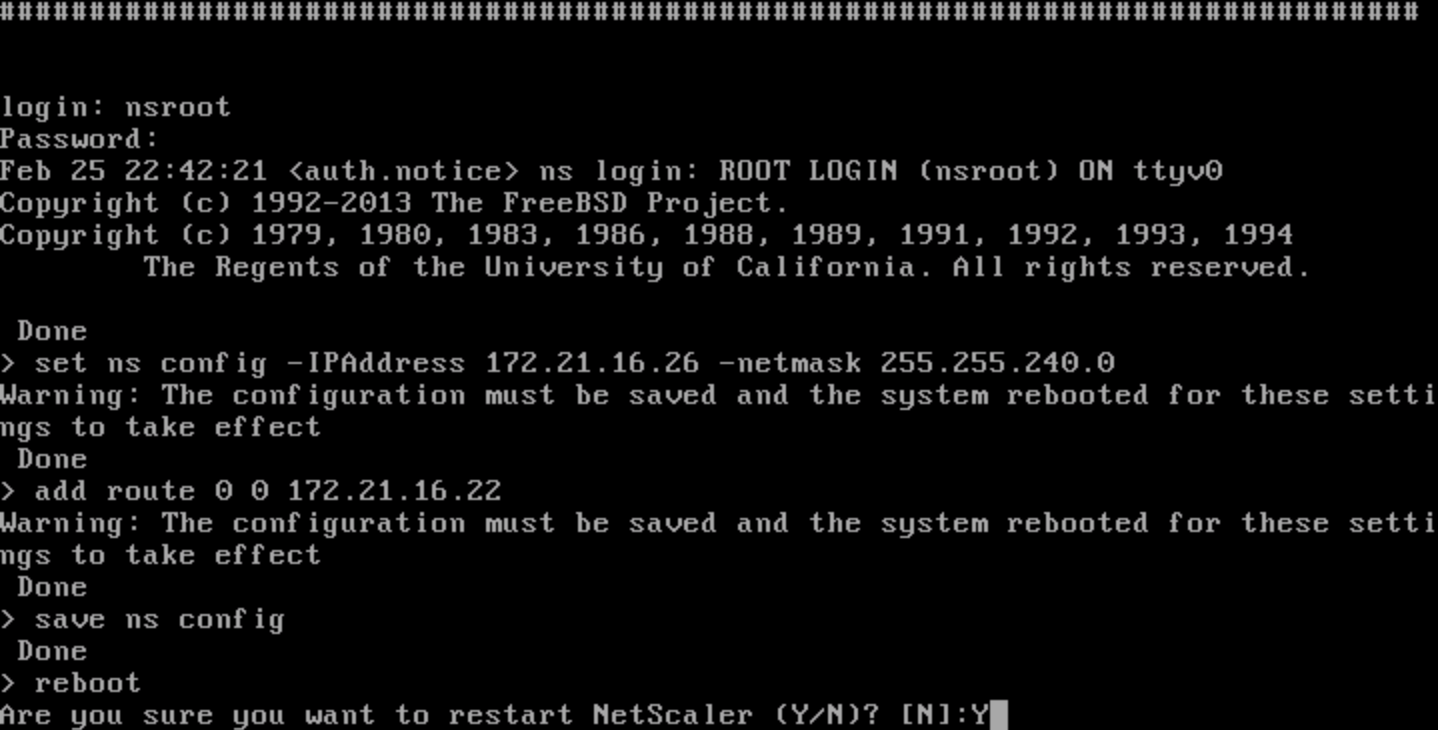 ###############################################################################
login: nsroot
Password:
Feb 25 22:42:21 <auth.notice> ns login: ROOT LOGIN (nsroot) ON ttyv0
Copyright (c) 1992-2013 The FreeBSD Project.
Copyright (c) 1979, 1980, 1983, 1986, 1988, 1989, 1991, 1992, 1993, 1994
The Regents of the University of California. All rights reserved.
Done
> set ns config -IPAddress 172.21.16.26 -netmask 255.255.240.0
Warning: The configuration must be saved and the system rebooted for these setti
ngs to take effect
Done
> add route 0 0 172.21.16.22
Warning: The configuration must be saved and the system rebooted for these setti
ngs to take effect
Done
> save ns config
Done
> reboot
Are you sure you want to restart NetScaler (Y/N)? [N]:Y